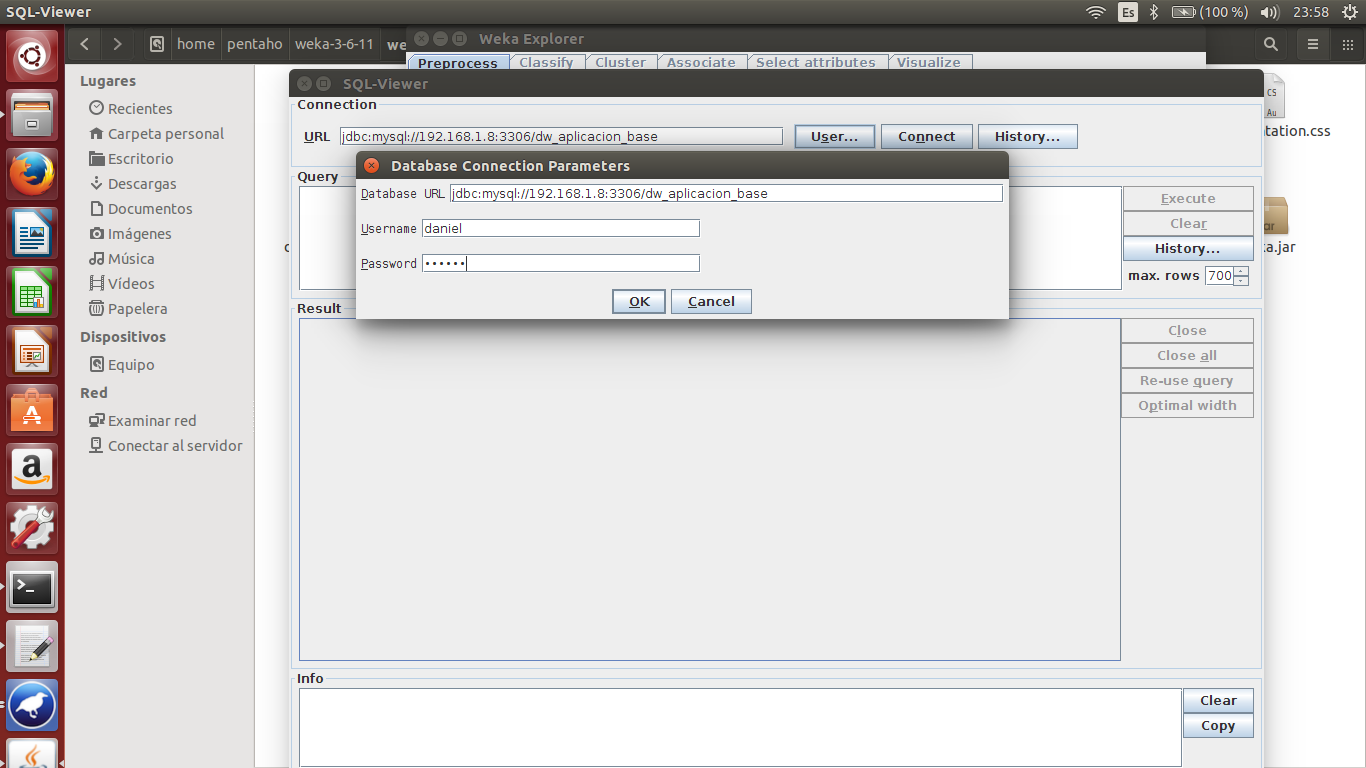 SQL-Viewer
Es
(100 %)
23:58
home
pentaho
weka-3-6-11
we
Weka Explorer
Preprocess
Classify
Cluster
Associate
Select attributes
Visualize
Lugares
Recientes
Carpeta personal
Escritorio
Descargas
Documentos
Imágenes
Música
Vídeos
Papelera
Dispositivos
Equipo
Red
Examinar red
Conectar al servidor
SQL-Viewer
Connection
URL
jdbc:mysql://192.168.1.8:3306/dw_aplicacion_base
User...
Connect
History...
Query
Database Connection Parameters
Database URL
jdbc:mysql://192.168.1.8:3306/dw_aplicacion_base
Username
daniel
Password
••••••
OK
Cancel
Execute
Clear
History...
max. rows
700
Result
Close
Close all
Re-use query
Optimal width
Info
Clear
Copy
CS
Au
tation.css
ar
ka.jar